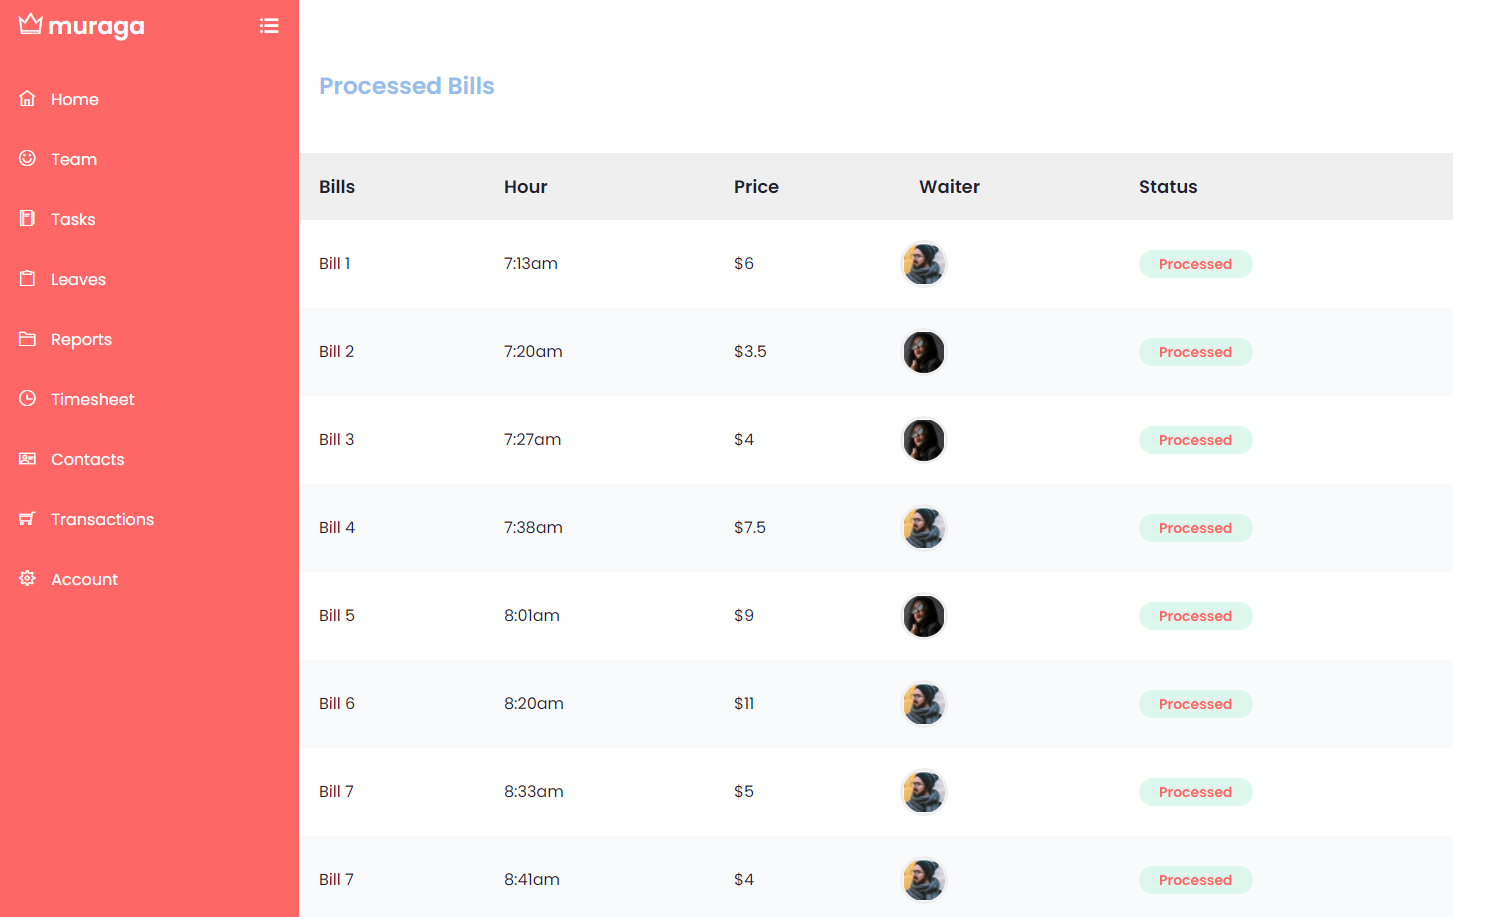 muraga
Home
Team
Tasks
Leaves
Reports
Timesheet
Contacts
Transactions
Account
Processed Bills
Bills Hour Price Waiter Status
Bill 1 7:13am $6 Processed
Bill 2 7:20am $3.5 Processed
Bill 3 7:27am $4 Processed
Bill 4 7:38am $7.5 Processed
Bill 5 8:01am $9 Processed
Bill 6 8:20am $11 Processed
Bill 7 8:33am $5 Processed
Bill 7 8:41am $4 Processed